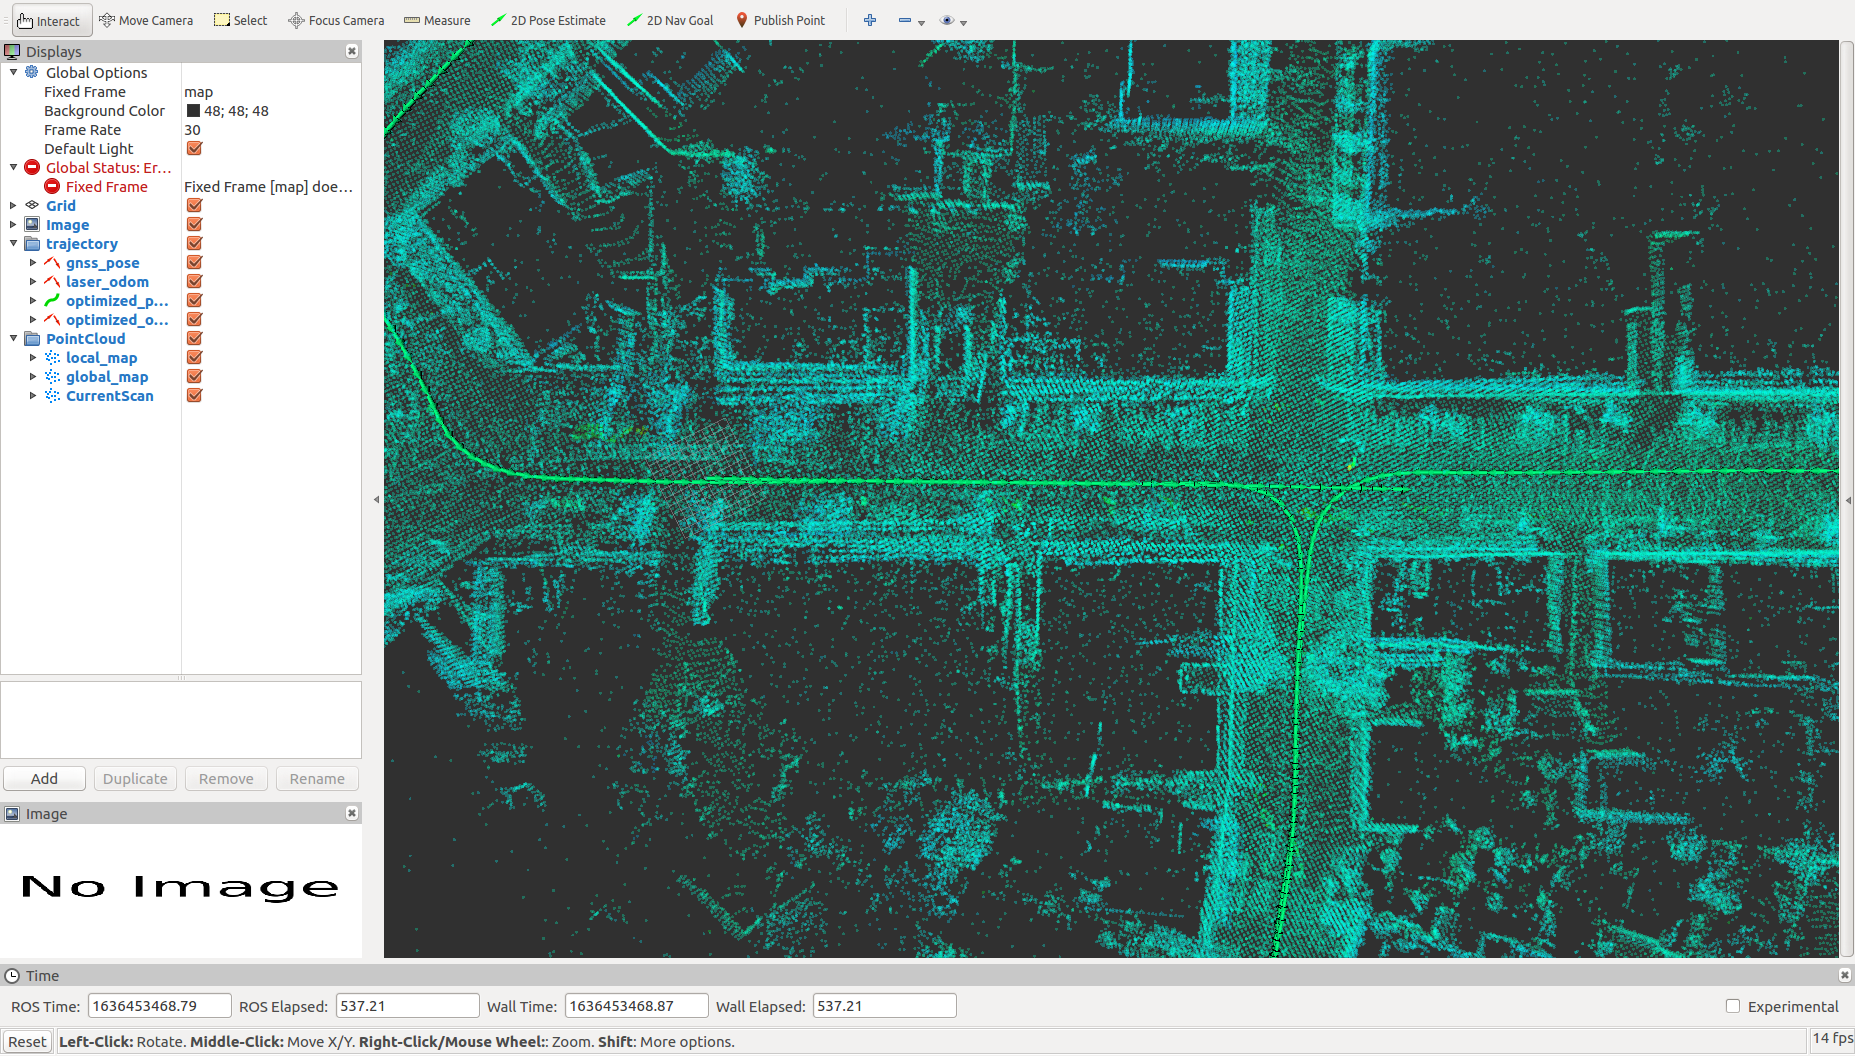 Interact Move Camera Select Focus Camera Measure 2D Pose Estimate 2D Nav Goal Publish Point
Displays
Global Options
Fixed Frame map
Background Color 48; 48; 48
Frame Rate 30
Default Light
Global Status: Er...
Fixed Frame Fixed Frame [map] doe...
Grid
Image
trajectory
gnss_pose
laser_odom
optimized_p...
optimized_o...
PointCloud
local_map
global_map
CurrentScan
Add Duplicate Remove Rename
Image
No Image
Time
ROS Time: 1636453468.79 ROS Elapsed: 537.21 Wall Time: 1636453468.87 Wall Elapsed: 537.21 Experimental
Reset Left-Click: Rotate. Middle-Click: Move X/Y. Right-Click/Mouse Wheel:: Zoom. Shift: More options. 14 fps